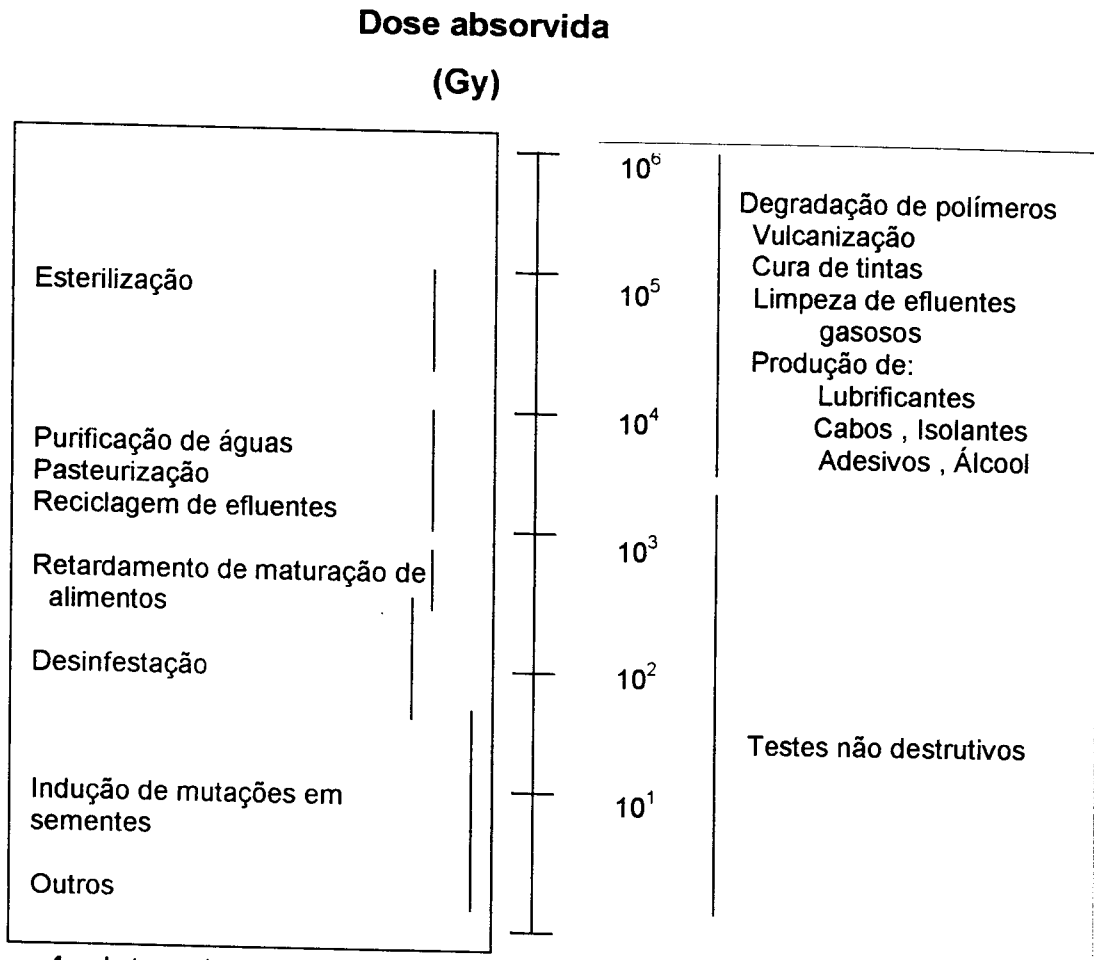 Dose absorvida
(Gy)
Esterilização
Purificação de águas
Pasteurização
Reciclagem de efluentes
Retardamento de maturação de
alimentos
Desinfestação
Indução de mutações em
sementes
Outros
10⁶
10⁵
10⁴
10³
10²
10¹
Degradação de polímeros
Vulcanização
Cura de tintas
Limpeza de efluentes
gasosos
Produção de:
Lubrificantes
Cabos , Isolantes
Adesivos , Álcool
Testes não destrutivos